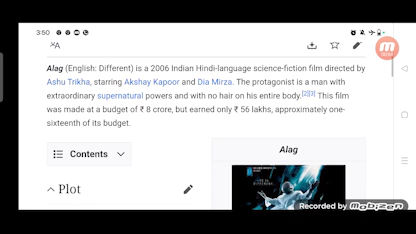 3:50
Alag (English: Different) is a 2006 Indian Hindi-language science-fiction film directed by
Ashu Trikha, starring Akshay Kapoor and Dia Mirza. The protagonist is a man with
extraordinary supernatural powers and with no hair on his entire body.[2][3] This film
was made at a budget of ₹ 8 crore, but earned only ₹ 56 lakhs, approximately one-
sixteenth of its budget.
Contents
Alag
Plot
Recorded by Mobizen